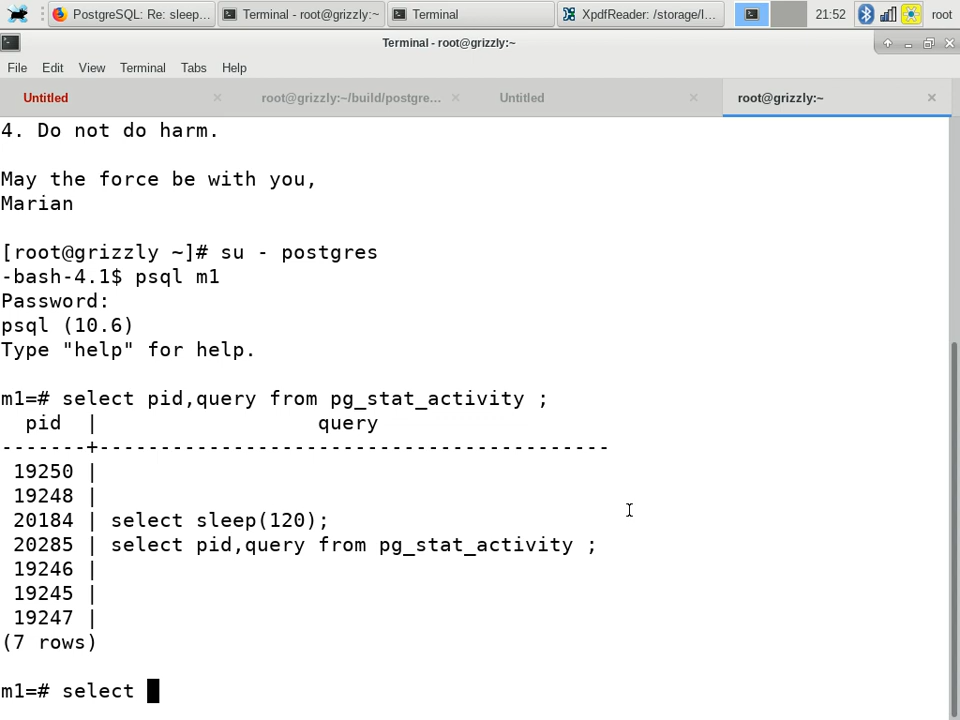 PostgreSQL: Re: sleep...
Terminal - root@grizzly:~
Terminal
XpdfReader: /storage/l...
21:52
root
Terminal - root@grizzly:~
File Edit View Terminal Tabs Help
Untitled
root@grizzly:~/build/postgre...
Untitled
root@grizzly:~
4. Do not do harm.
May the force be with you,
Marian
[root@grizzly ~]# su - postgres
-bash-4.1$ psql m1
Password:
psql (10.6)
Type "help" for help.
m1=# select pid,query from pg_stat_activity ;
pid | query
-------+------------------------------------------
19250 |
19248 |
20184 | select sleep(120);
20285 | select pid,query from pg_stat_activity ;
19246 |
19245 |
19247 |
(7 rows)
m1=# select